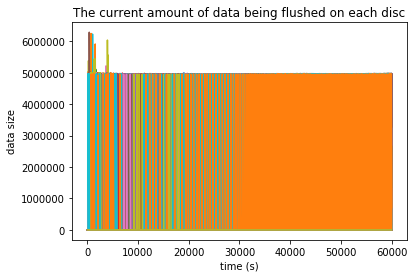 The current amount of data being flushed on each disc
6000000
5000000
4000000
3000000
2000000
1000000
0
data size
0 10000 20000 30000 40000 50000 60000
time (s)